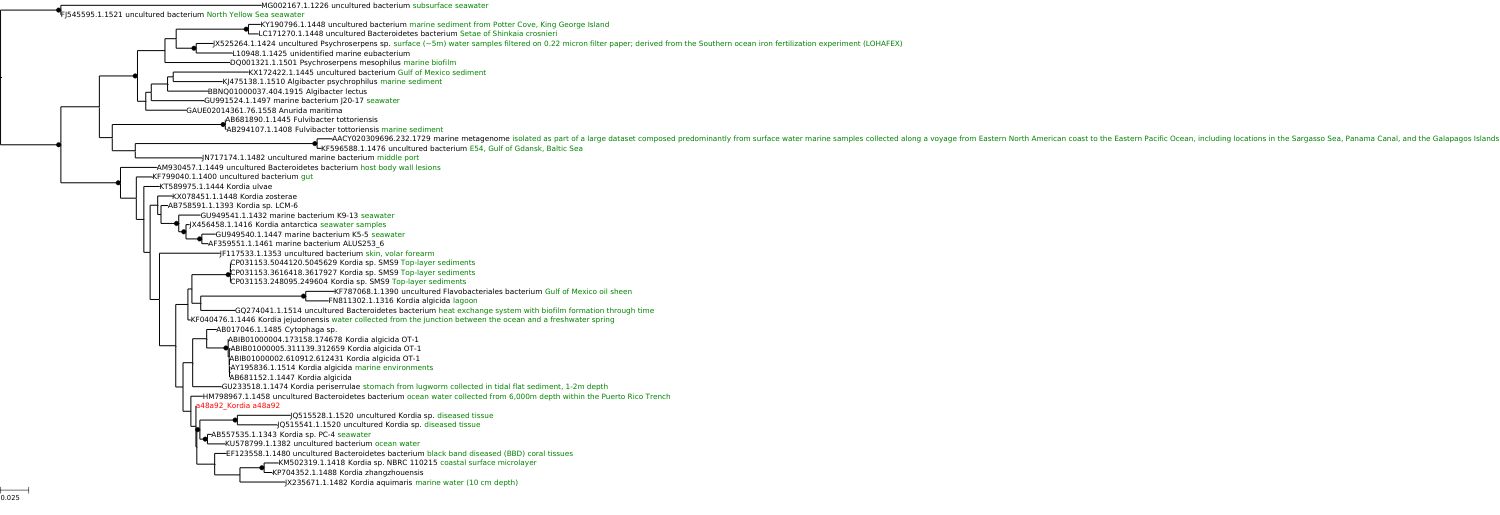 MG002167.1.1226 uncultured bacterium subsurface seawater
FJ545595.1.1521 uncultured bacterium North Yellow Sea seawater
KY190796.1.1448 uncultured bacterium marine sediment from Potter Cove, King George Island
LC171270.1.1448 uncultured Bacteroidetes bacterium Setae of Shinkaia crosnieri
JX525264.1.1424 uncultured Psychroserpens sp. surface (~5m) water samples filtered on 0.22 micron filter paper; derived from the Southern ocean iron fertilization experiment (LOHAFEX)
L10948.1.1425 unidentified marine eubacterium
DQ001321.1.1501 Psychroserpens mesophilus marine biofilm
KX172422.1.1445 uncultured bacterium Gulf of Mexico sediment
KJ475138.1.1510 Algibacter psychrophilus marine sediment
BBNQ01000037.404.1915 Algibacter lectus
GU991524.1.1497 marine bacterium J20-17 seawater
GAUE02014361.76.1558 Anurida maritima
AB681890.1.1445 Fulvibacter tottoriensis
AB294107.1.1408 Fulvibacter tottoriensis marine sediment
AACY020309696.232.1729 marine metagenome isolated as part of a large dataset composed predominantly from surface water marine samples collected along a voyage from Eastern North American coast to the Eastern Pacific Ocean, including locations in the Sargasso Sea, Panama Canal, and the Galapagos Islands
KF596588.1.1476 uncultured bacterium E54, Gulf of Gdansk, Baltic Sea
JN717174.1.1482 uncultured marine bacterium middle port
AM930457.1.1449 uncultured Bacteroidetes bacterium host body wall lesions
KF799040.1.1400 uncultured bacterium gut
KT589975.1.1444 Kordia ulvae
KX078451.1.1448 Kordia zosterae
AB758591.1.1393 Kordia sp. LCM-6
GU949541.1.1432 marine bacterium K9-13 seawater
JX456458.1.1416 Kordia antarctica seawater samples
GU949540.1.1447 marine bacterium K5-5 seawater
AF359551.1.1461 marine bacterium ALUS253_6
JF117533.1.1353 uncultured bacterium skin, volar forearm
CP031153.5044120.5045629 Kordia sp. SMS9 Top-layer sediments
CP031153.3616418.3617927 Kordia sp. SMS9 Top-layer sediments
CP031153.248095.249604 Kordia sp. SMS9 Top-layer sediments
KF787068.1.1390 uncultured Flavobacteriales bacterium Gulf of Mexico oil sheen
FN811302.1.1316 Kordia algicida lagoon
GQ274041.1.1514 uncultured Bacteroidetes bacterium heat exchange system with biofilm formation through time
KF040476.1.1446 Kordia jejudonensis water collected from the junction between the ocean and a freshwater spring
AB017046.1.1485 Cytophaga sp.
ABIB01000004.173158.174678 Kordia algicida OT-1
ABIB01000005.311139.312659 Kordia algicida OT-1
ABIB01000002.610912.612431 Kordia algicida OT-1
AY195836.1.1514 Kordia algicida marine environments
AB681152.1.1447 Kordia algicida
GU233518.1.1474 Kordia periserrulae stomach from lugworm collected in tidal flat sediment, 1-2m depth
HM798967.1.1458 uncultured Bacteroidetes bacterium ocean water collected from 6,000m depth within the Puerto Rico Trench
a48a92_Kordia a48a92
JQ515528.1.1520 uncultured Kordia sp. diseased tissue
JQ515541.1.1520 uncultured Kordia sp. diseased tissue
AB557535.1.1343 Kordia sp. PC-4 seawater
KU578799.1.1382 uncultured bacterium ocean water
EF123558.1.1480 uncultured Bacteroidetes bacterium black band diseased (BBD) coral tissues
KM502319.1.1418 Kordia sp. NBRC 110215 coastal surface microlayer
KP704352.1.1488 Kordia zhangzhouensis
JX235671.1.1482 Kordia aquimaris marine water (10 cm depth)
0.025